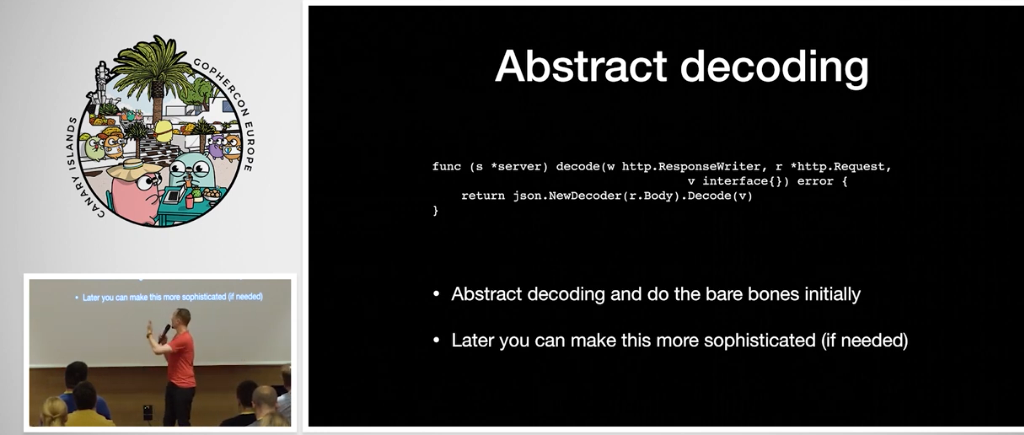 GOPHERCON EUROPE
CANARY ISLANDS
• Later you can make this more sophisticated (if needed)
Abstract decoding
func (s *server) decode(w http.ResponseWriter, r *http.Request,
v interface{}) error {
return json.NewDecoder(r.Body).Decode(v)
}
• Abstract decoding and do the bare bones initially
• Later you can make this more sophisticated (if needed)